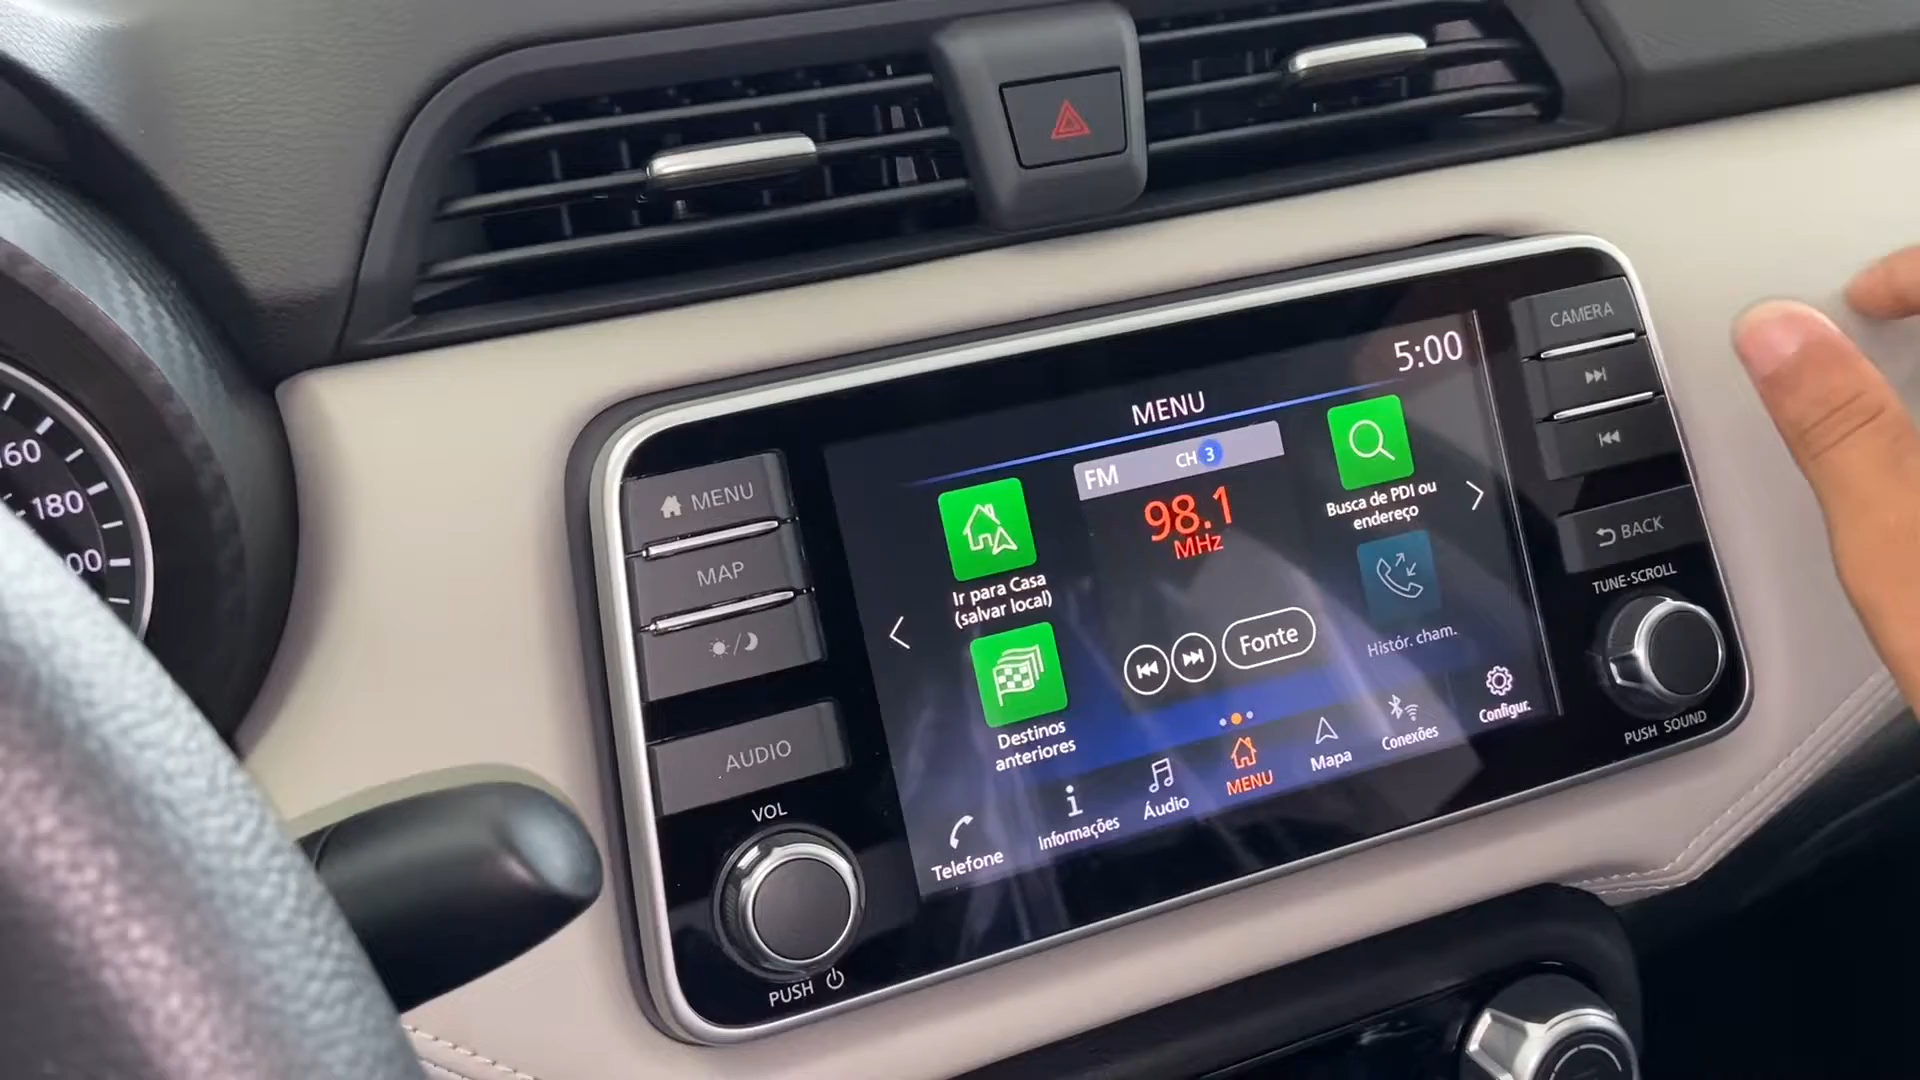 160
180
MENU
MAP
AUDIO
VOL
PUSH
MENU
5:00
FM
CH 3
98.1
MHz
Ir para Casa
(salvar local)
Destinos
anteriores
Fonte
Busca de PDI ou
endereço
Histór. cham.
Telefone
Informações
Áudio
MENU
Mapa
Conexões
Configur.
CAMERA
BACK
TUNE·SCROLL
PUSH SOUND